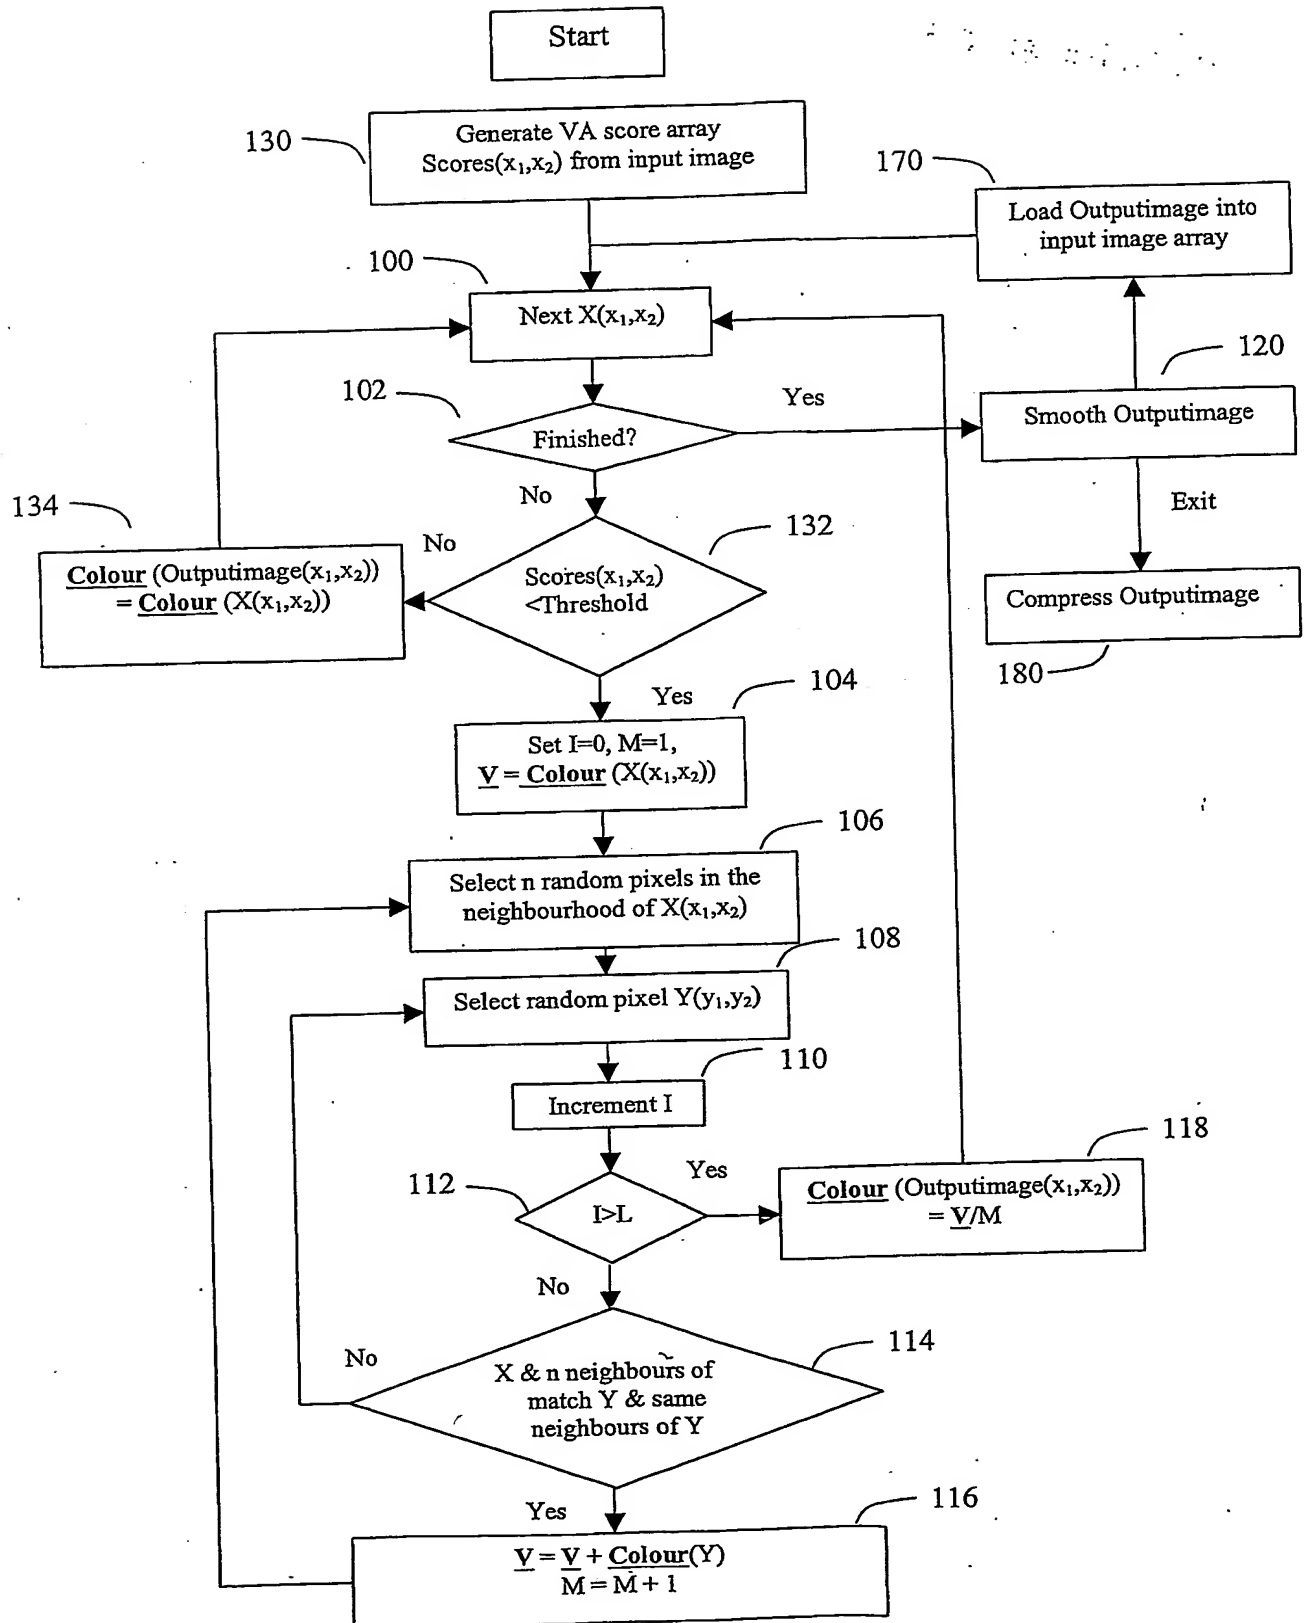 Start
130
Generate VA score array
Scores(x₁,x₂) from input image
170
Load Outputimage into
input image array
100
Next X(x₁,x₂)
120
Smooth Outputimage
102
Finished?
Yes
No
Exit
134
Colour (Outputimage(x₁,x₂))
= Colour (X(x₁,x₂))
No
132
Scores(x₁,x₂)
<Threshold
Compress Outputimage
180
Yes
104
Set I=0, M=1,
V = Colour (X(x₁,x₂))
106
Select n random pixels in the
neighbourhood of X(x₁,x₂)
108
Select random pixel Y(y₁,y₂)
110
Increment I
112
I>L
Yes
118
Colour (Outputimage(x₁,x₂))
= V/M
No
114
No
X & n neighbours of
match Y & same
neighbours of Y
Yes
116
V = V + Colour(Y)
M = M + 1